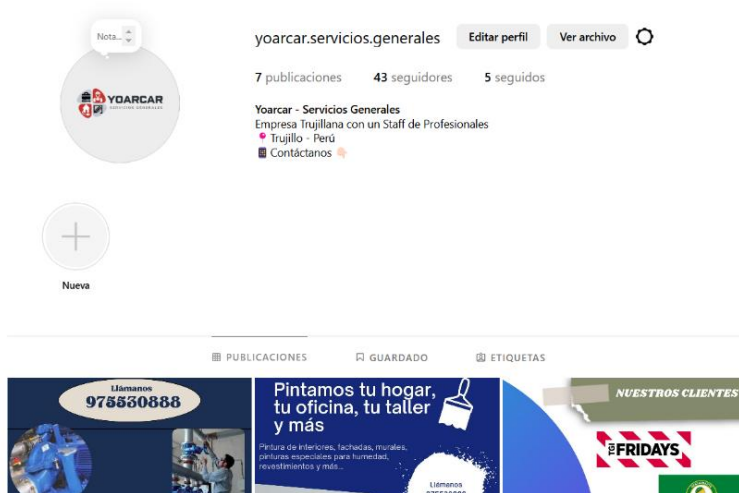 Nota...
yoarcar.servicios.generales
Editar perfil
Ver archivo
7 publicaciones
43 seguidores
5 seguidos
YOARCAR
SERVICIOS GENERALES
Yoarcar - Servicios Generales
Empresa Trujillana con un Staff de Profesionales
Trujillo - Perú
Contáctanos
Nueva
PUBLICACIONES
GUARDADO
ETIQUETAS
Llámanos
975530888
Pintamos tu hogar,
tu oficina, tu taller
y más
Pintura de interiores, fachadas, murales,
pinturas especiales para humedad,
revestimientos y más...
Llámanos
NUESTROS CLIENTES
TGI
FRIDAYS